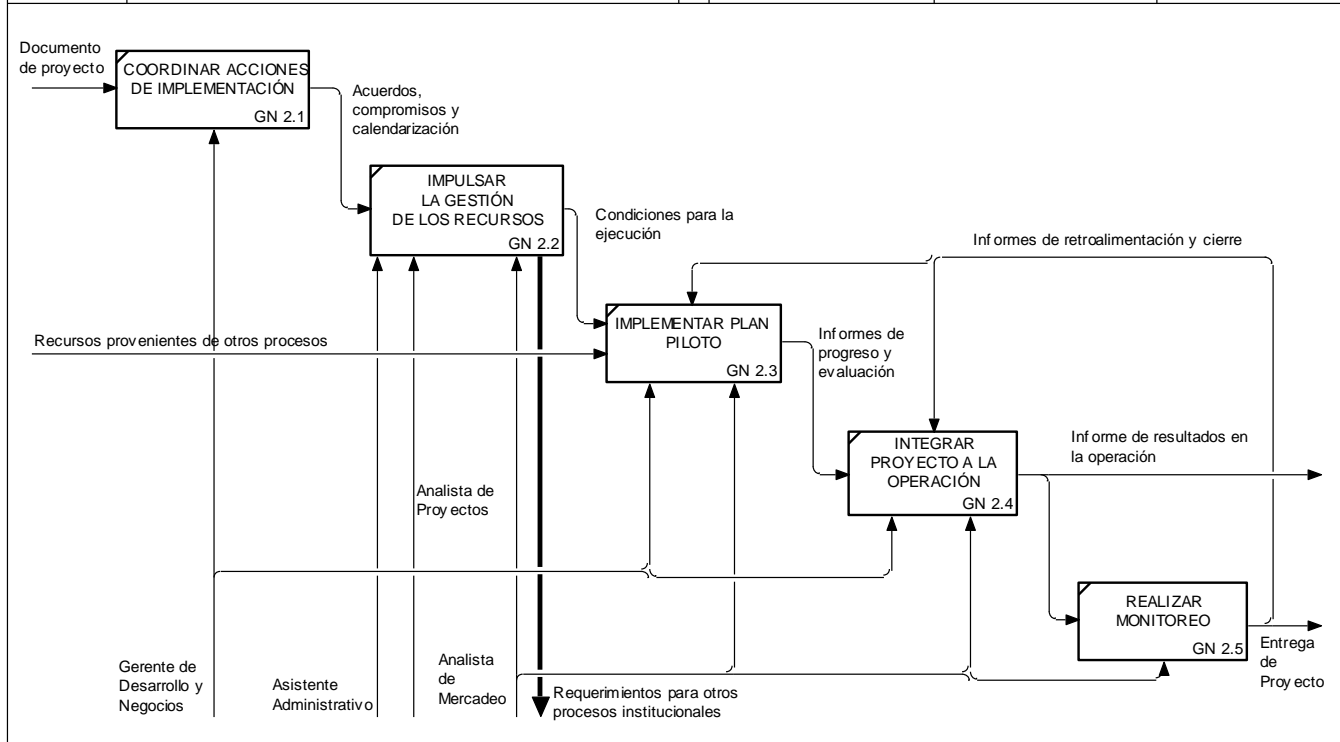 Documento
de proyecto
COORDINAR ACCIONES
DE IMPLEMENTACIÓN
GN 2.1
Acuerdos,
compromisos y
calendarización
IMPULSAR
LA GESTIÓN
DE LOS RECURSOS
GN 2.2
Condiciones para la
ejecución
Informes de retroalimentación y cierre
Recursos provenientes de otros procesos
IMPLEMENTAR PLAN
PILOTO
GN 2.3
Informes de
progreso y
evaluación
INTEGRAR
PROYECTO A LA
OPERACIÓN
GN 2.4
Informe de resultados en
la operación
Analista de
Proyectos
REALIZAR
MONITOREO
GN 2.5
Entrega
de
Proyecto
Gerente de
Desarrollo y
Negocios
Asistente
Administrativo
Analista
de
Mercadeo
Requerimientos para otros
procesos institucionales